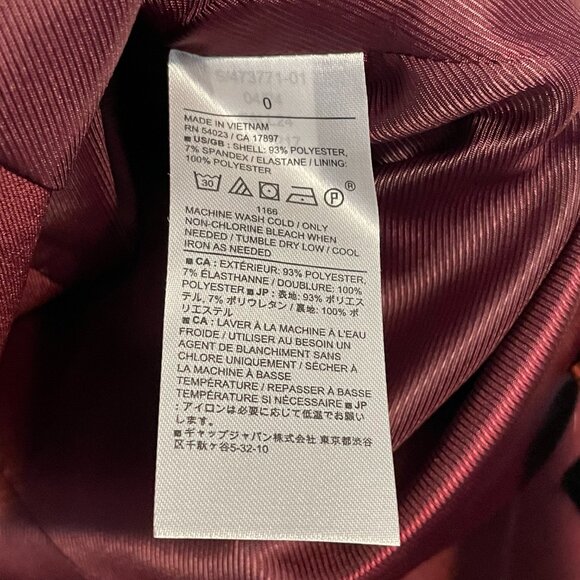 5/473771-01
0
MADE IN VIETNAM
RN 54023 / CA 17897
■ US/GB : SHELL: 93% POLYESTER,
7% SPANDEX / ELASTANE / LINING:
100% POLYESTER
30 P ®
1166
MACHINE WASH COLD / ONLY
NON-CHLORINE BLEACH WHEN
NEEDED / TUMBLE DRY LOW / COOL
IRON AS NEEDED
■ CA : EXTÉRIEUR: 93% POLYESTER,
7% ÉLASTHANNE / DOUBLURE: 100%
POLYESTER ■ JP : 表地: 93% ポリエス
テル, 7% ポリウレタン / 裏地: 100% ポ
リエステル
■ CA : LAVER À LA MACHINE À L'EAU
FROIDE / UTILISER AU BESOIN UN
AGENT DE BLANCHIMENT SANS
CHLORE UNIQUEMENT / SÉCHER À
LA MACHINE À BASSE
TEMPÉRATURE / REPASSER À BASSE
TEMPÉRATURE SI NÉCESSAIRE ■ JP
: アイロンは必要に応じて低温でお願い
します。
■ギャップジャパン株式会社 東京都渋谷
区千駄ヶ谷5-32-10